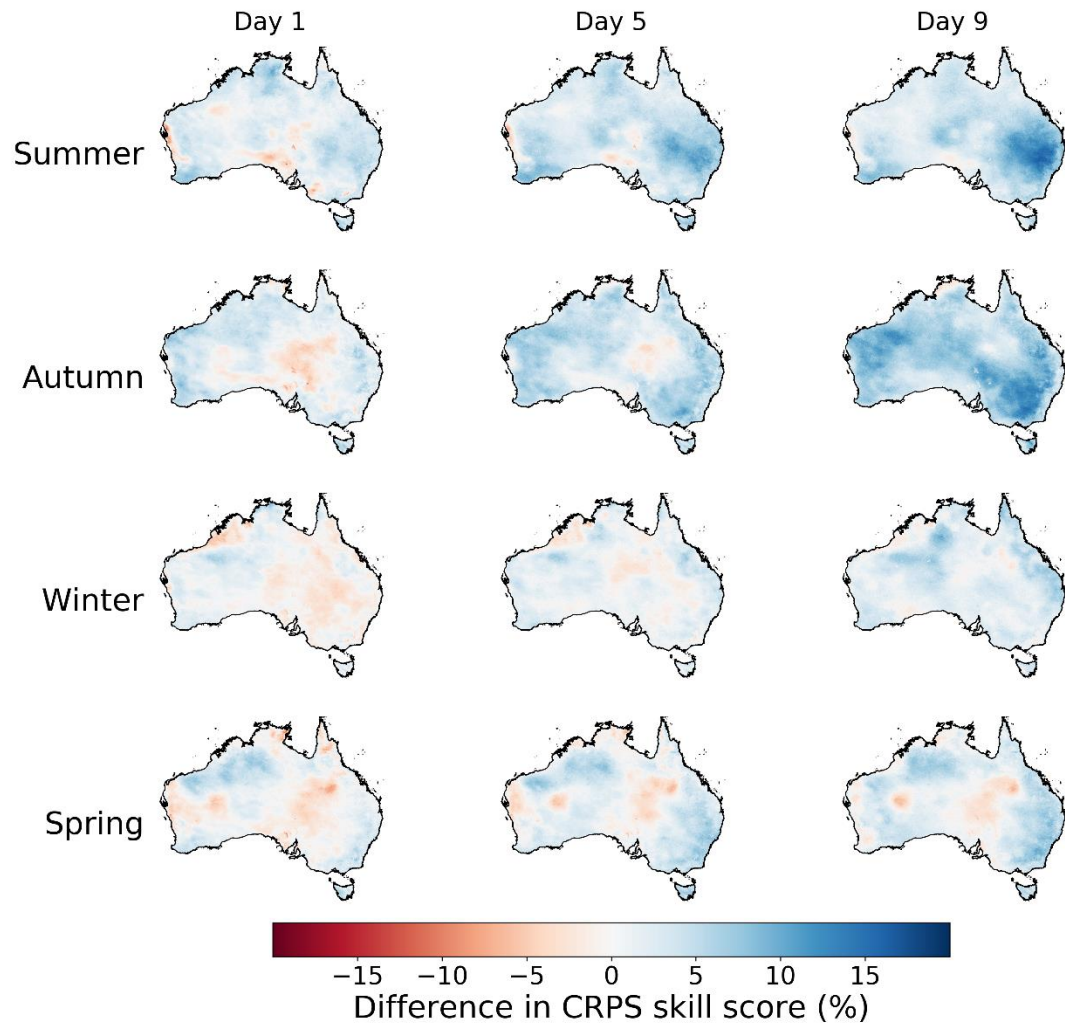 Day 1 Day 5 Day 9
Summer
Autumn
Winter
Spring
−15 −10 −5 0 5 10 15
Difference in CRPS skill score (%)